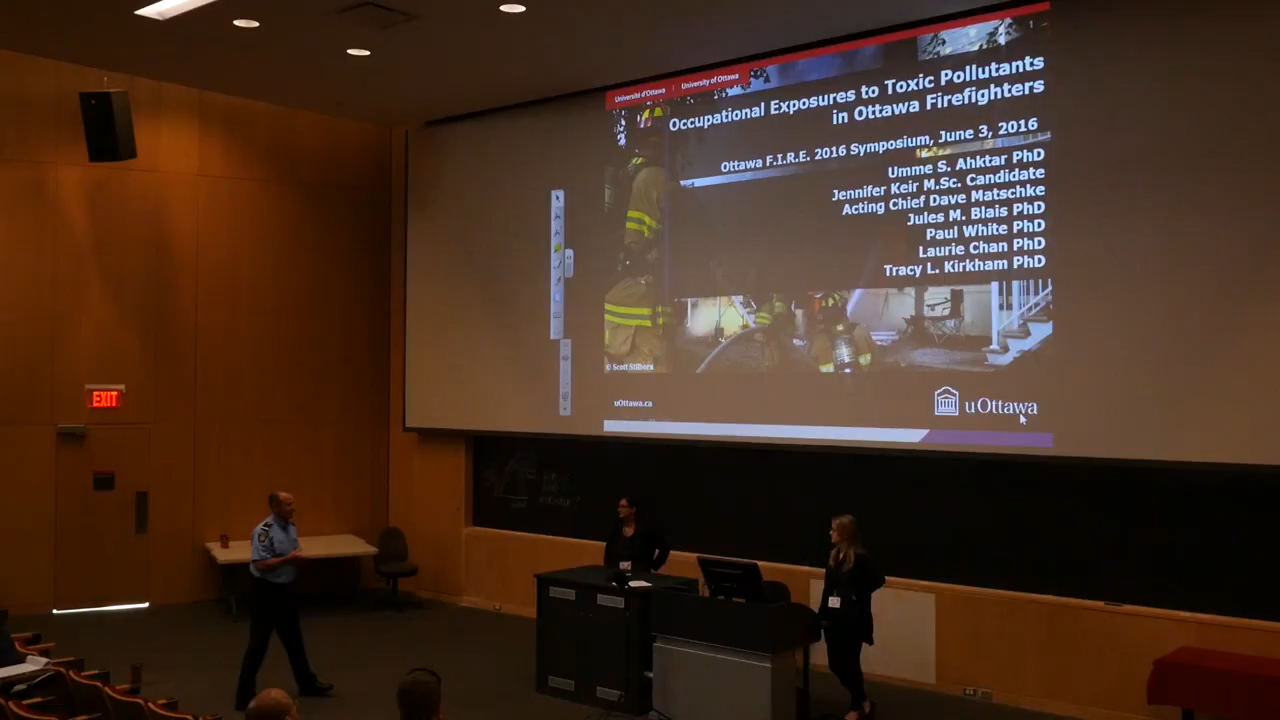 Université d'Ottawa | University of Ottawa
Occupational Exposures to Toxic Pollutants
in Ottawa Firefighters
Ottawa F.I.R.E. 2016 Symposium, June 3, 2016
Umme S. Ahktar PhD
Jennifer Keir M.Sc. Candidate
Acting Chief Dave Matschke
Jules M. Blais PhD
Paul White PhD
Laurie Chan PhD
Tracy L. Kirkham PhD
© Scott Stilborn
uOttawa.ca
uOttawa
EXIT